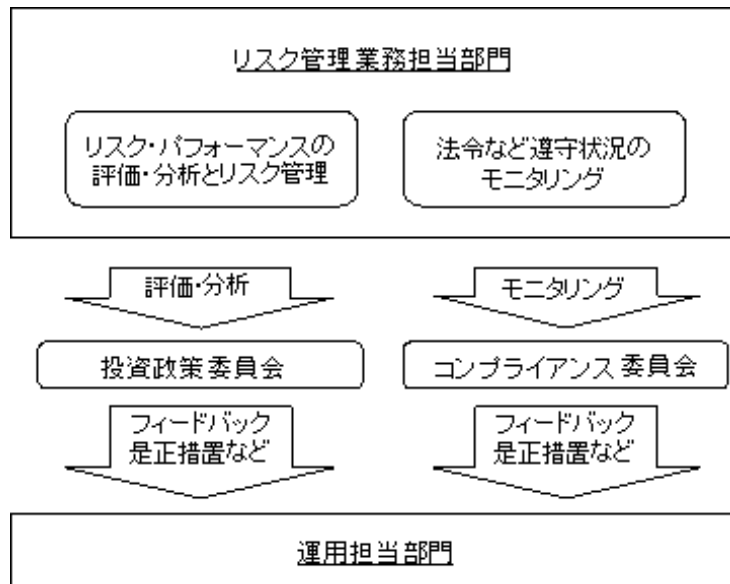 リスク管理業務担当部門
リスク・パフォーマンスの
評価・分析とリスク管理
法令など遵守状況の
モニタリング
評価・分析
モニタリング
投資政策委員会
コンプライアンス委員会
フィードバック
是正措置など
フィードバック
是正措置など
運用担当部門